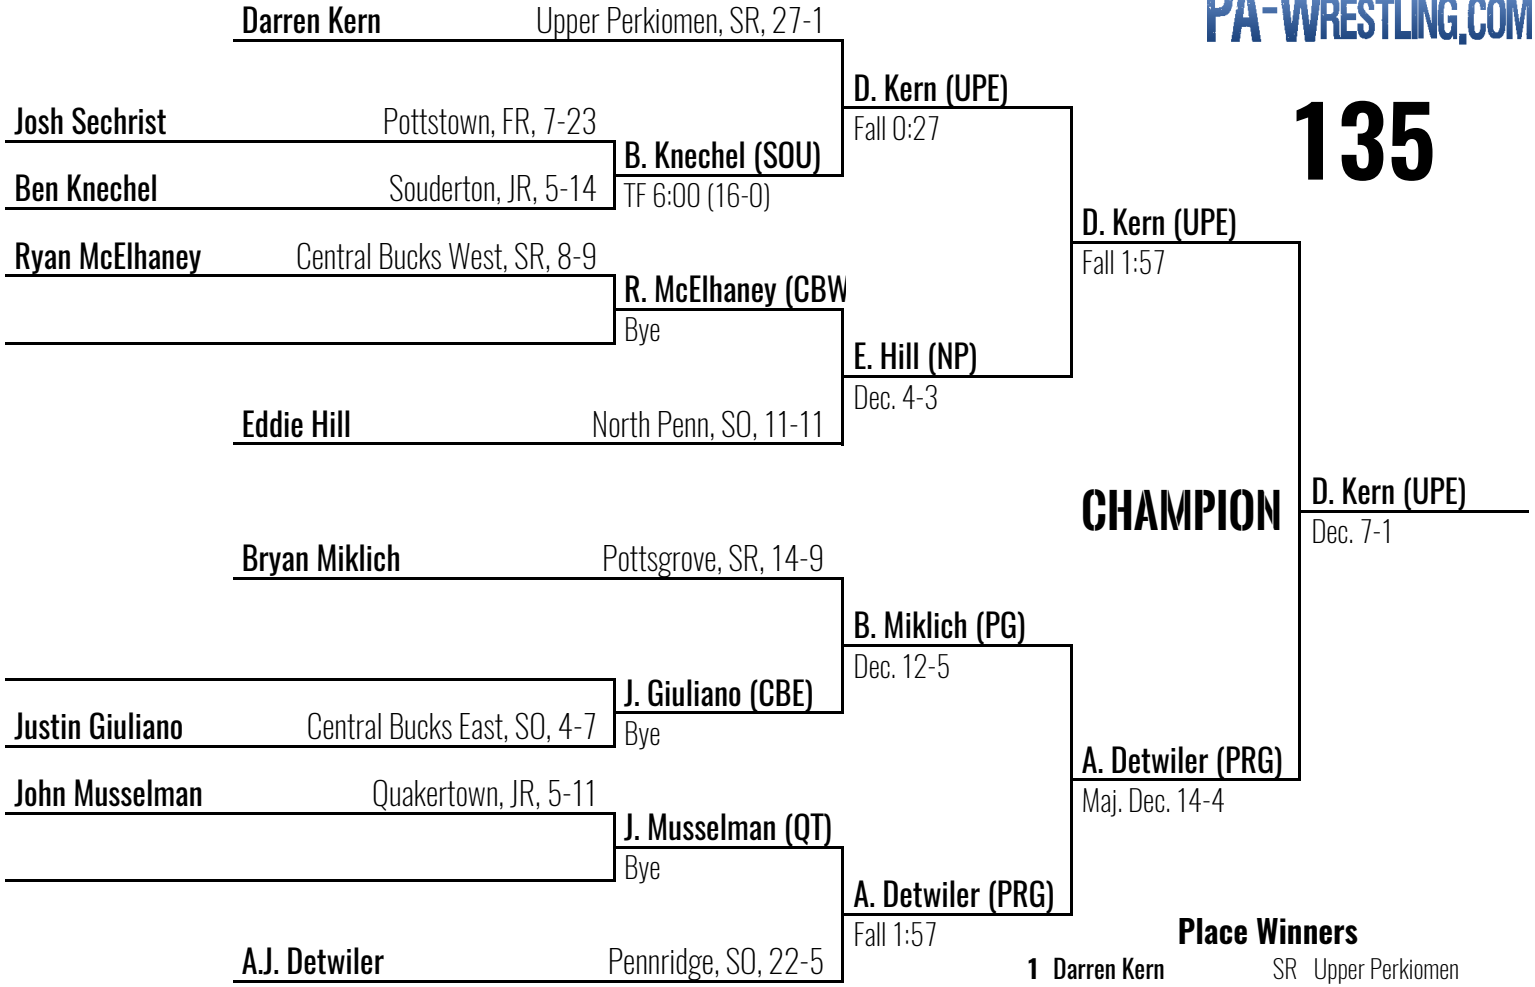 PA-WRESTLING.COM
135
Darren Kern Upper Perkiomen, SR, 27-1
D. Kern (UPE)
Fall 0:27
Josh Sechrist Pottstown, FR, 7-23
B. Knechel (SOU)
TF 6:00 (16-0)
Ben Knechel Souderton, JR, 5-14
D. Kern (UPE)
Fall 1:57
Ryan McElhaney Central Bucks West, SR, 8-9
R. McElhaney (CBW
Bye
E. Hill (NP)
Dec. 4-3
Eddie Hill North Penn, SO, 11-11
CHAMPION
D. Kern (UPE)
Dec. 7-1
Bryan Miklich Pottsgrove, SR, 14-9
B. Miklich (PG)
Dec. 12-5
J. Giuliano (CBE)
Bye
Justin Giuliano Central Bucks East, SO, 4-7
A. Detwiler (PRG)
Maj. Dec. 14-4
John Musselman Quakertown, JR, 5-11
J. Musselman (QT)
Bye
A. Detwiler (PRG)
Fall 1:57
A.J. Detwiler Pennridge, SO, 22-5
Place Winners
1 Darren Kern SR Upper Perkiomen